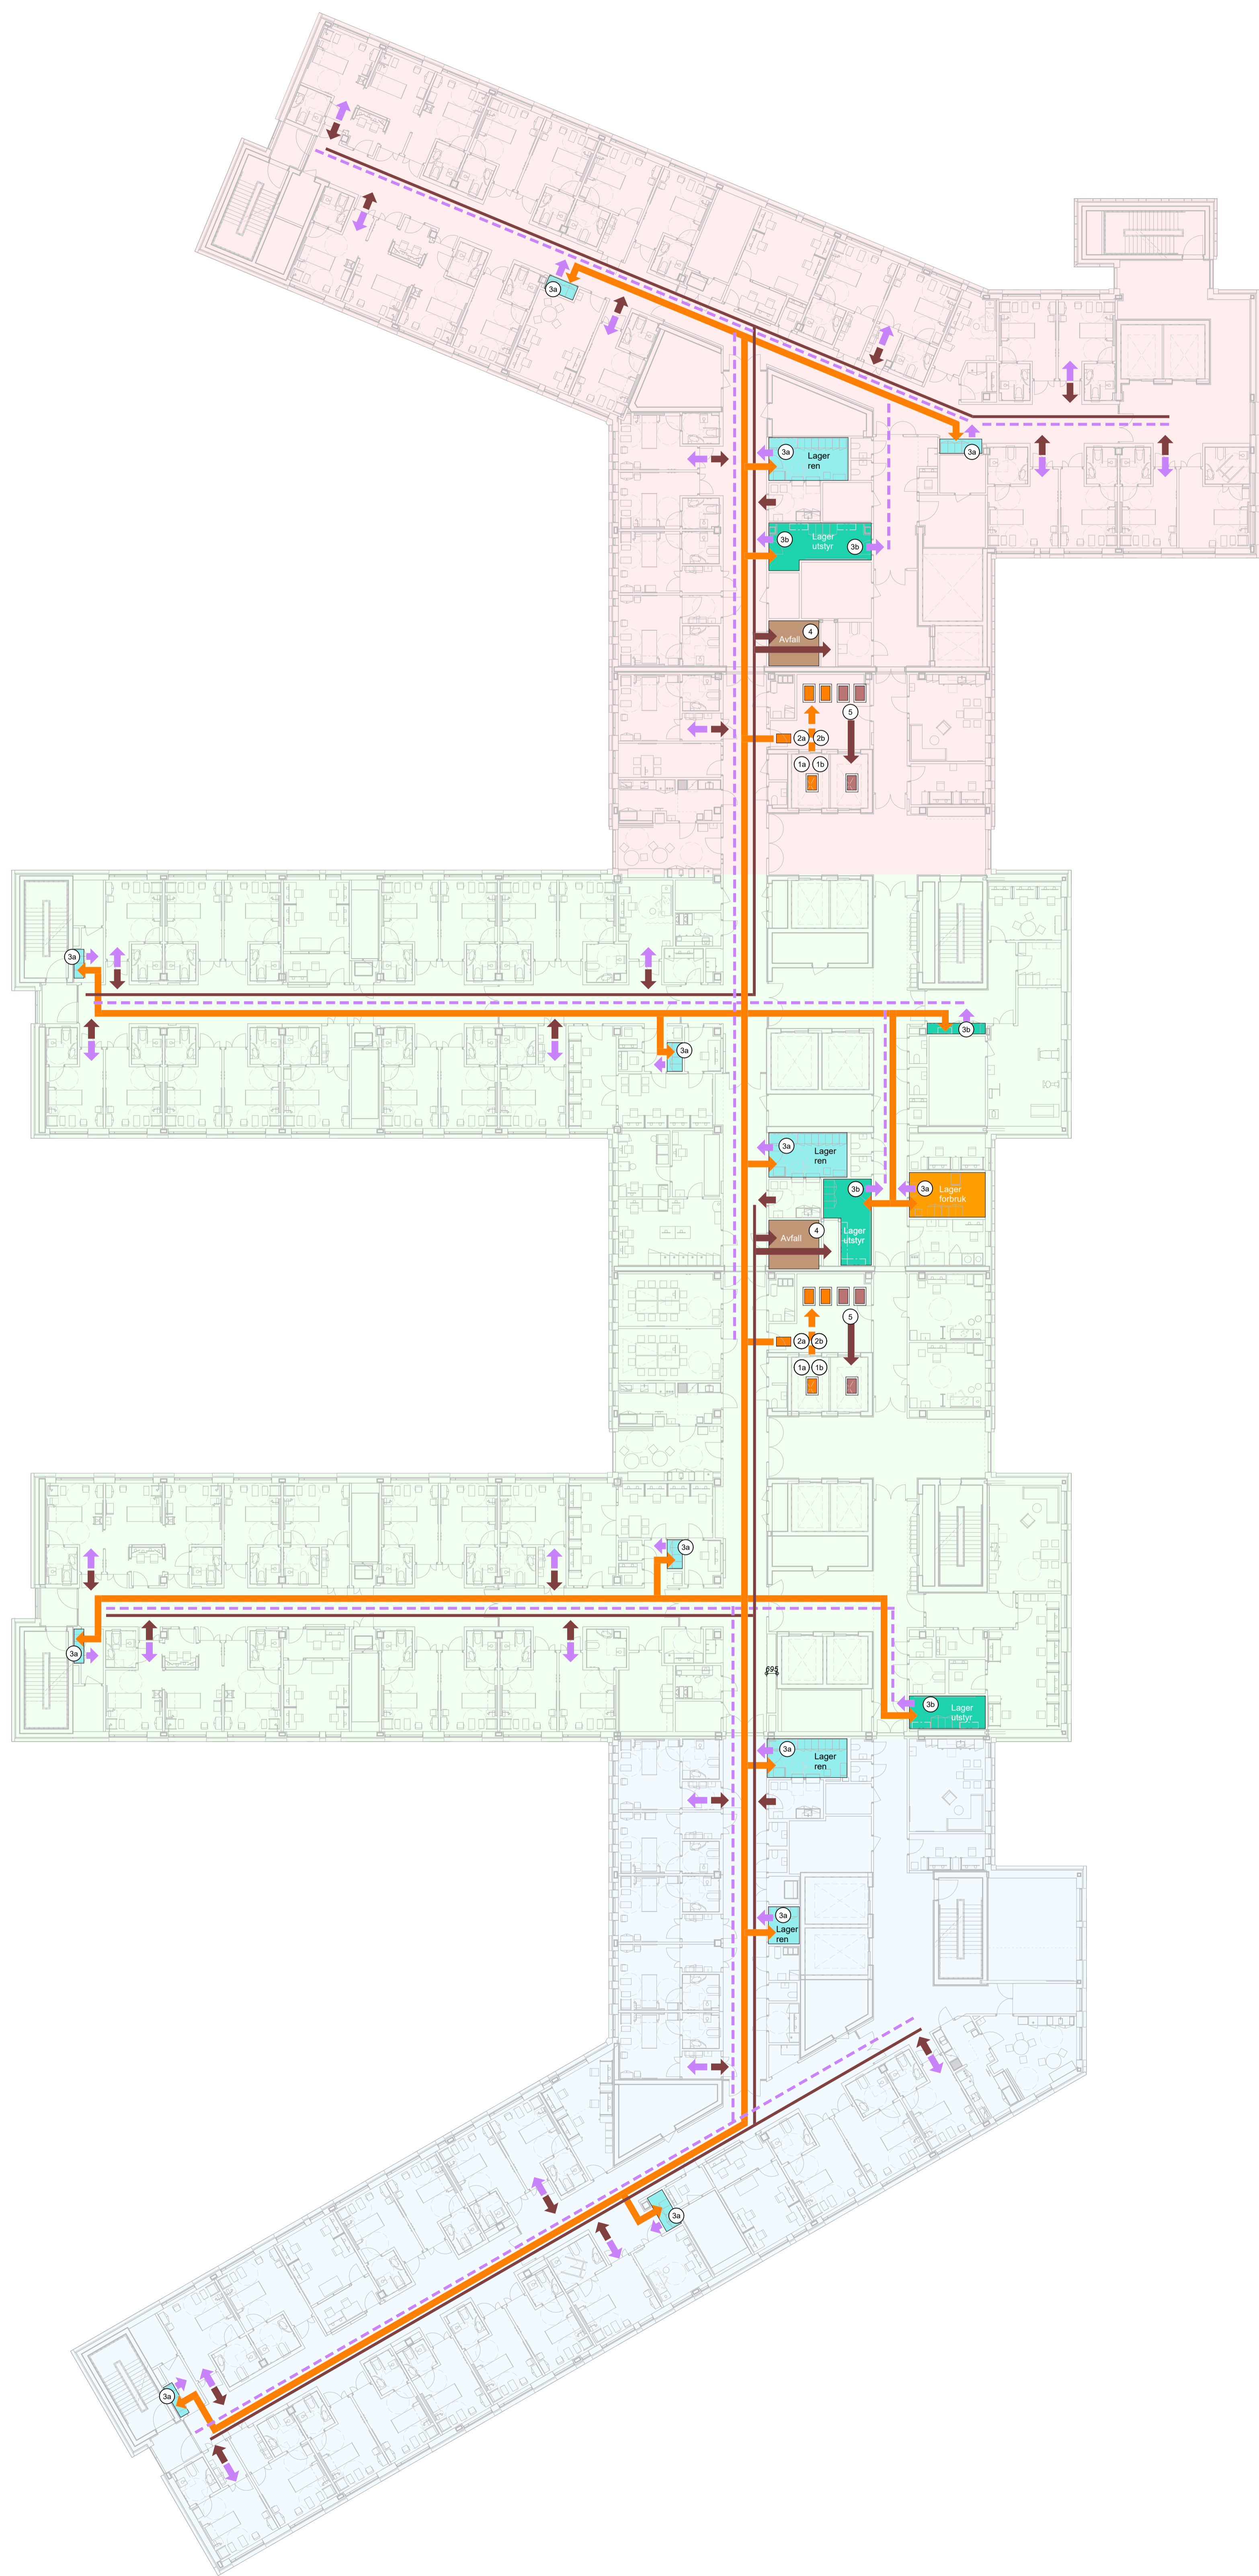 3a
3a
Lager
ren
3a
3b
Lager
utstyr
3b
Avfall
4
5
2a
2b
1a
1b
3a
3b
3a
3a
Lager
ren
3b
3a
Lager
forbruk
Avfall
4
Lager
utstyr
5
2a
2b
1a
1b
3a
3a
695
3b
Lager
utstyr
3a
Lager
ren
3a
Lager
ren
3a
3a